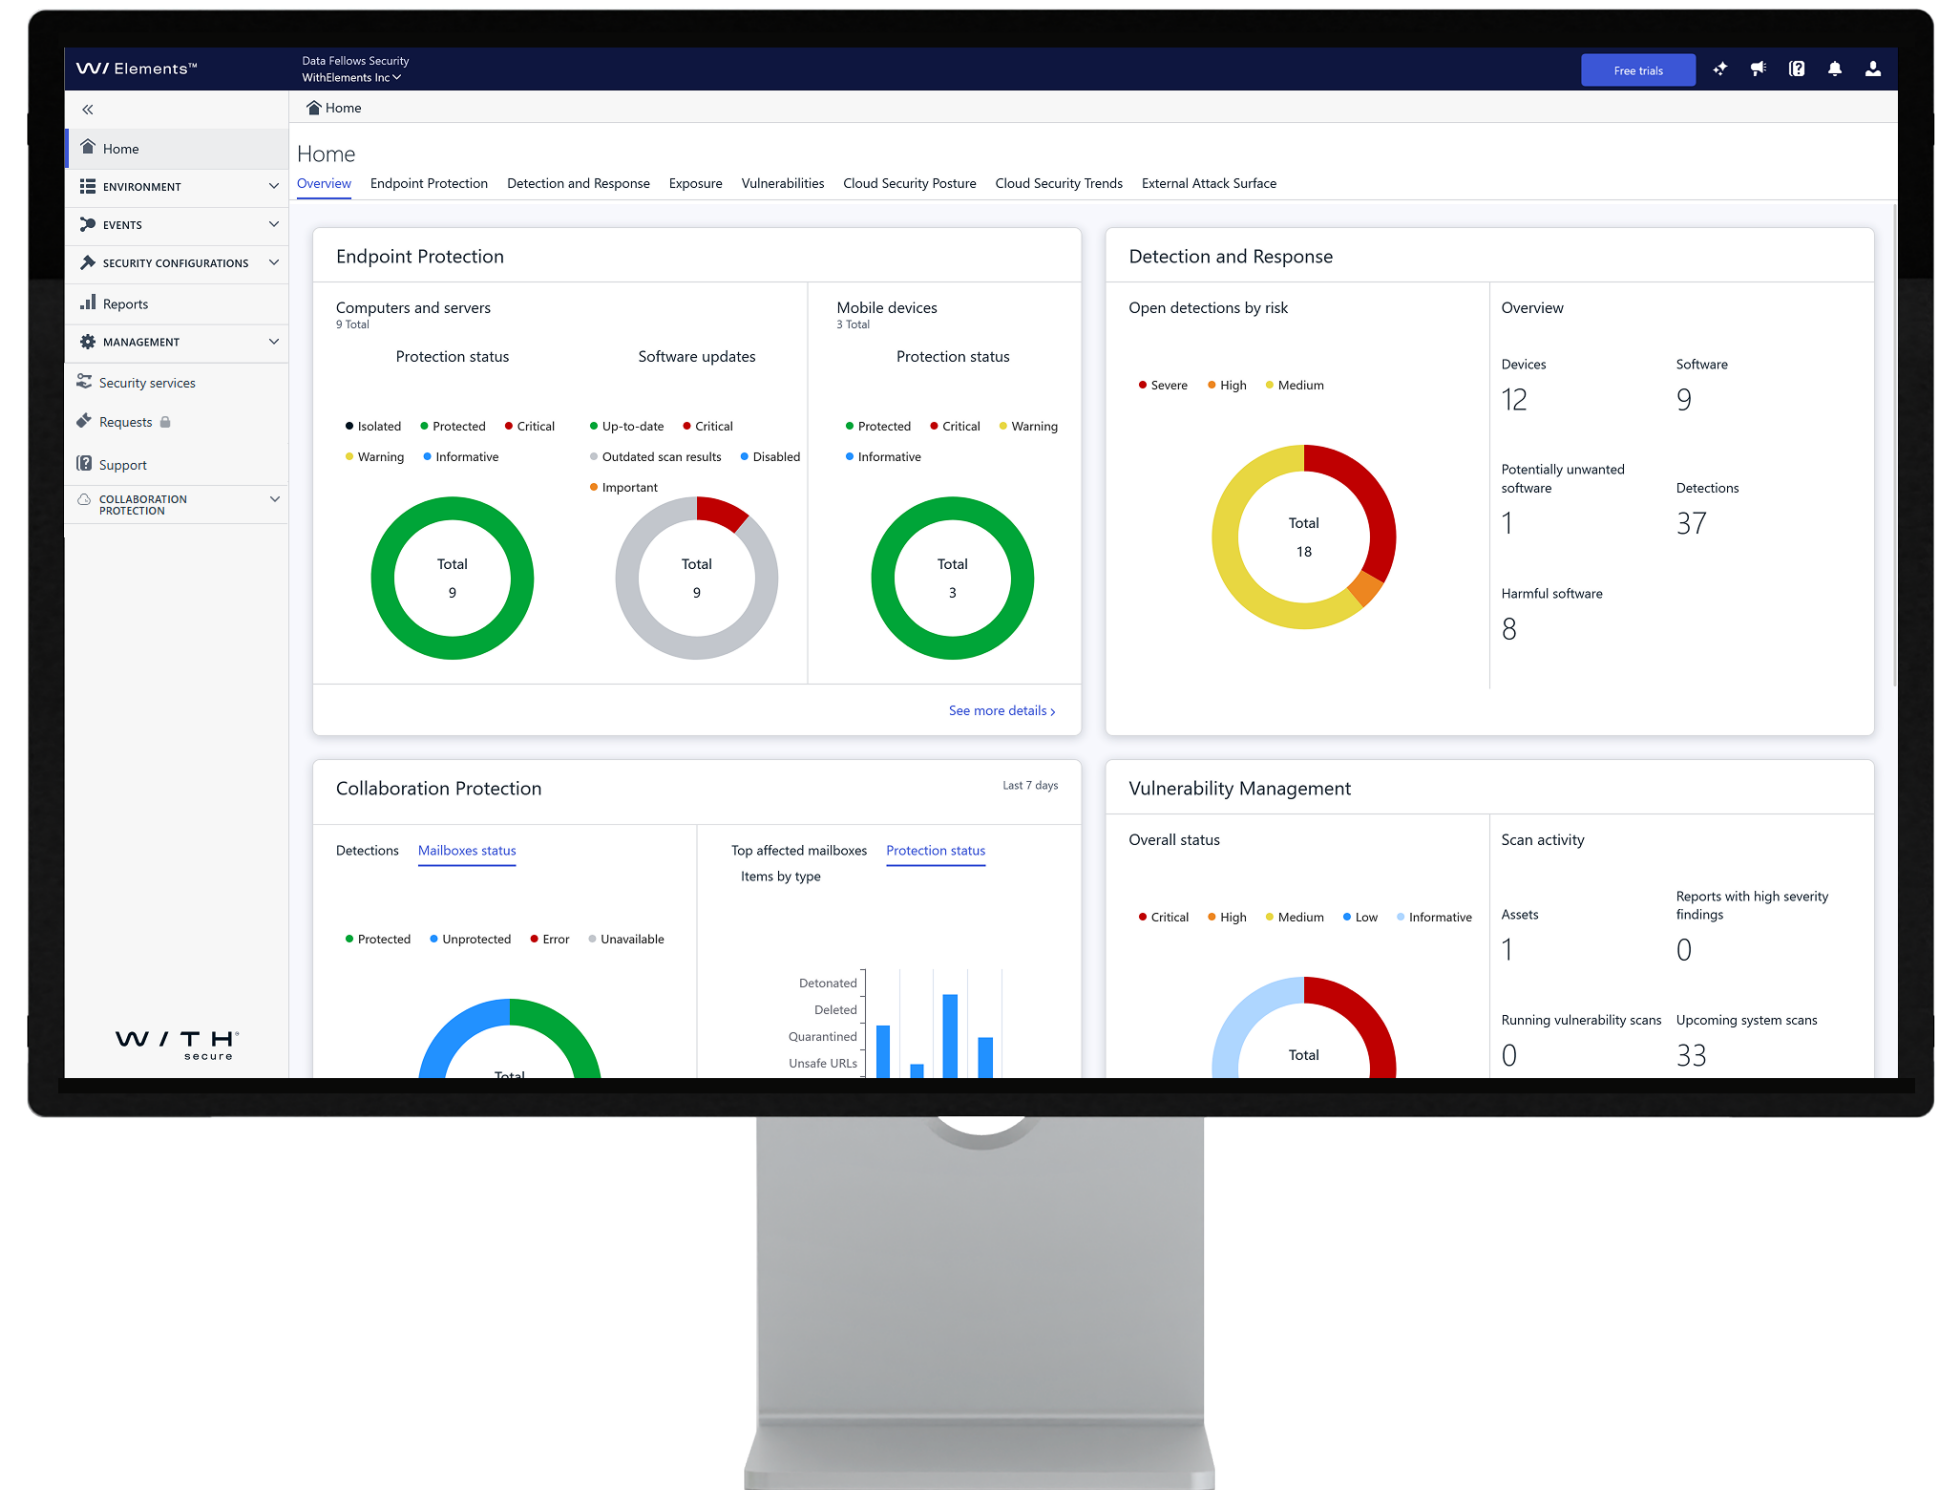 W/ Elements™
Data Fellows Security
WithElements Inc
Free trials
Home
Home
ENVIRONMENT
EVENTS
SECURITY CONFIGURATIONS
Reports
MANAGEMENT
Security services
Requests
Support
COLLABORATION
PROTECTION
W/TH®
secure
Home
Overview Endpoint Protection Detection and Response Exposure Vulnerabilities Cloud Security Posture Cloud Security Trends External Attack Surface
Endpoint Protection
Computers and servers
9 Total
Protection status
Isolated Protected Critical
Warning Informative
Total
9
Software updates
Up-to-date Critical
Outdated scan results Disabled
Important
Total
9
Mobile devices
3 Total
Protection status
Protected Critical Warning
Informative
Total
3
See more details
Detection and Response
Open detections by risk
Severe High Medium
Total
18
Overview
Devices
12
Software
9
Potentially unwanted
software
1
Detections
37
Harmful software
8
Collaboration Protection
Last 7 days
Detections Mailboxes status
Protected Unprotected Error Unavailable
Total
Top affected mailboxes Protection status
Items by type
Detonated
Deleted
Quarantined
Unsafe URLs
Vulnerability Management
Overall status
Critical High Medium Low Informative
Total
Scan activity
Assets
1
Reports with high severity
findings
0
Running vulnerability scans
0
Upcoming system scans
33